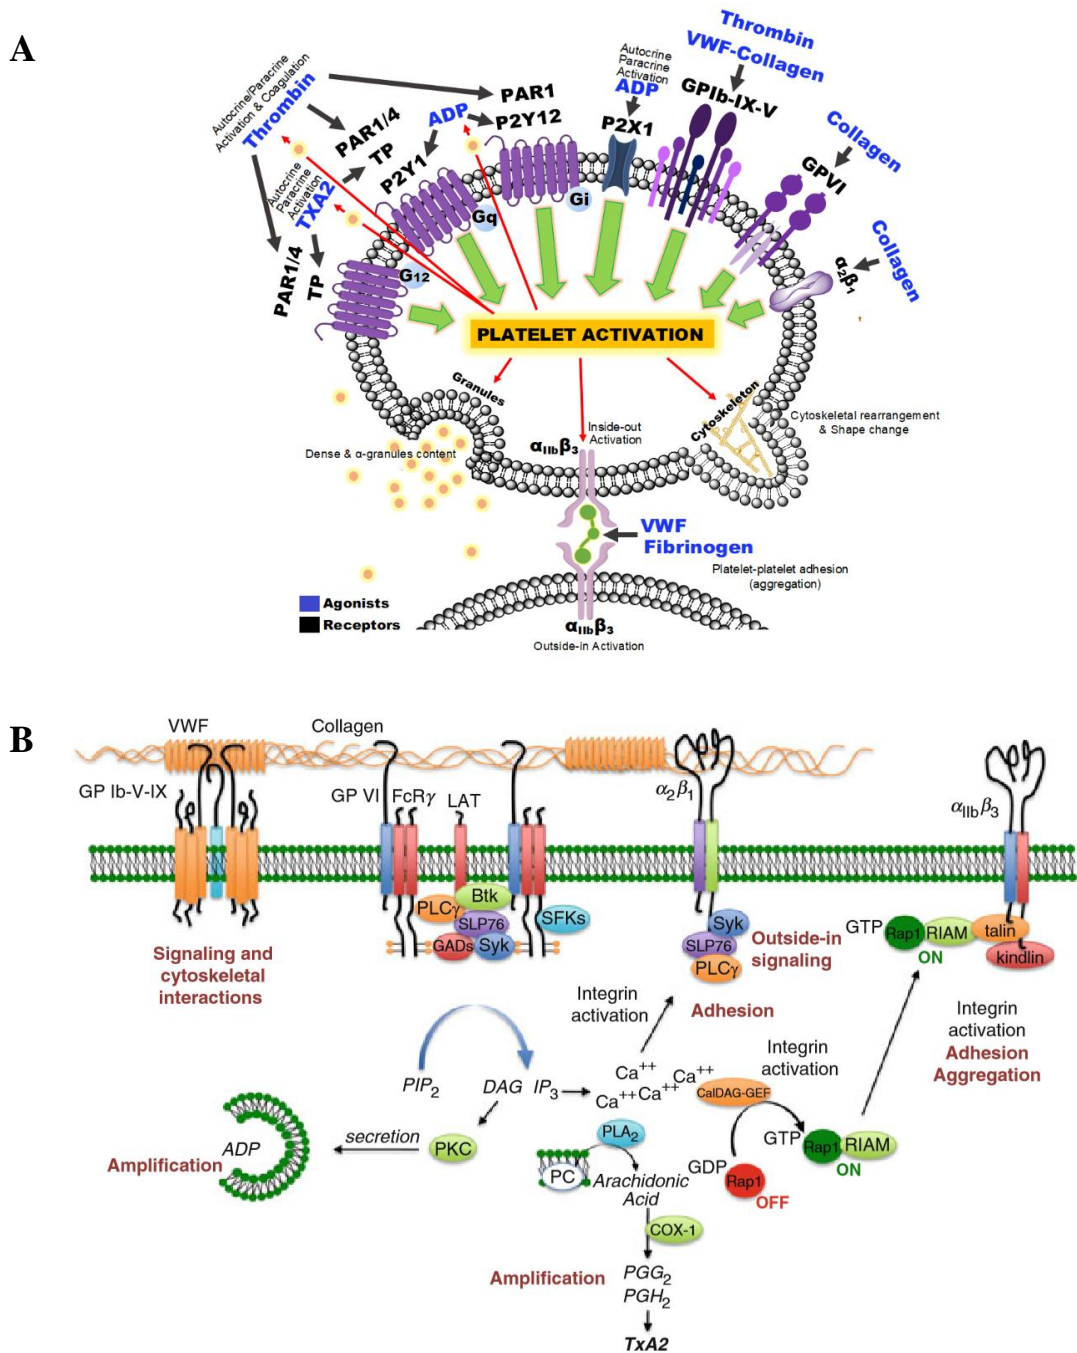 A
Thrombin
VWF-Collagen
GPIb-IX-V
Autocrine
Paracrine
Activation
ADP
P2X1
Autocrine/Paracrine
Activation & Coagulation
Thrombin
PAR1
P2Y12
ADP
PAR1/4
TP
P2Y1
Autocrine
Paracrine
Activation
TXA2
PAR1/4
TP
Collagen
GPVI
Collagen
α2β1
Gq
Gi
G12
PLATELET ACTIVATION
Granules
Cytoskeleton
Cytoskeletal rearrangement
& Shape change
Inside-out
Activation
αIIbβ3
Dense & α-granules content
VWF
Fibrinogen
Platelet-platelet adhesion
(aggregation)
Agonists
Receptors
αIIbβ3
Outside-in Activation
B
VWF
Collagen
GP Ib-V-IX
GP VI
FcRγ
LAT
α2β1
αIIbβ3
Btk
PLCγ
SLP76
GADs
Syk
SFKs
Syk
SLP76
PLCγ
Outside-in
signaling
GTP
Rap1
RIAM
talin
kindlin
ON
Signaling and
cytoskeletal
interactions
Integrin
activation
Adhesion
Integrin
activation
Integrin
activation
Adhesion
Aggregation
PIP2
DAG
IP3
Ca++
Ca++
Ca++
Ca++
CalDAG-GEF
PLA2
PC
Arachidonic
Acid
GDP
Rap1
OFF
GTP
Rap1
RIAM
ON
ADP
secretion
PKC
Amplification
COX-1
Amplification
PGG2
PGH2
TxA2